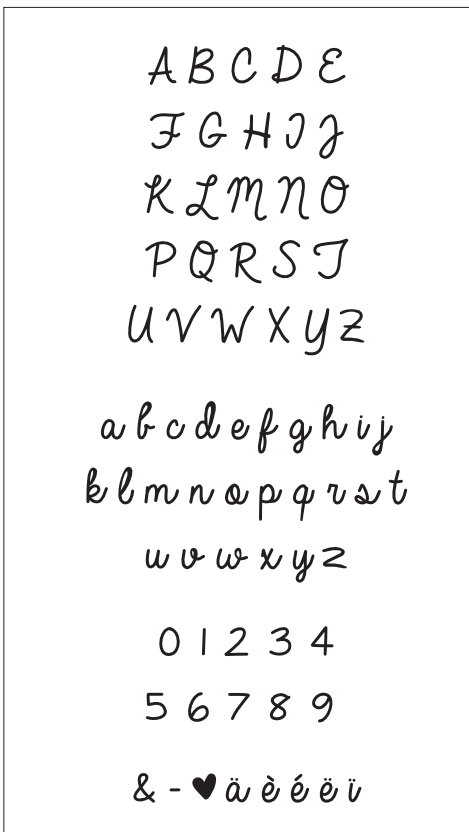 A B C D E
F G H I J
K L M N O
P Q R S T
U V W X Y Z
a b c d e f g h i j
k l m n o p q r s t
u v w x y z
0 1 2 3 4
5 6 7 8 9
& - ♥ ä è é ë ï